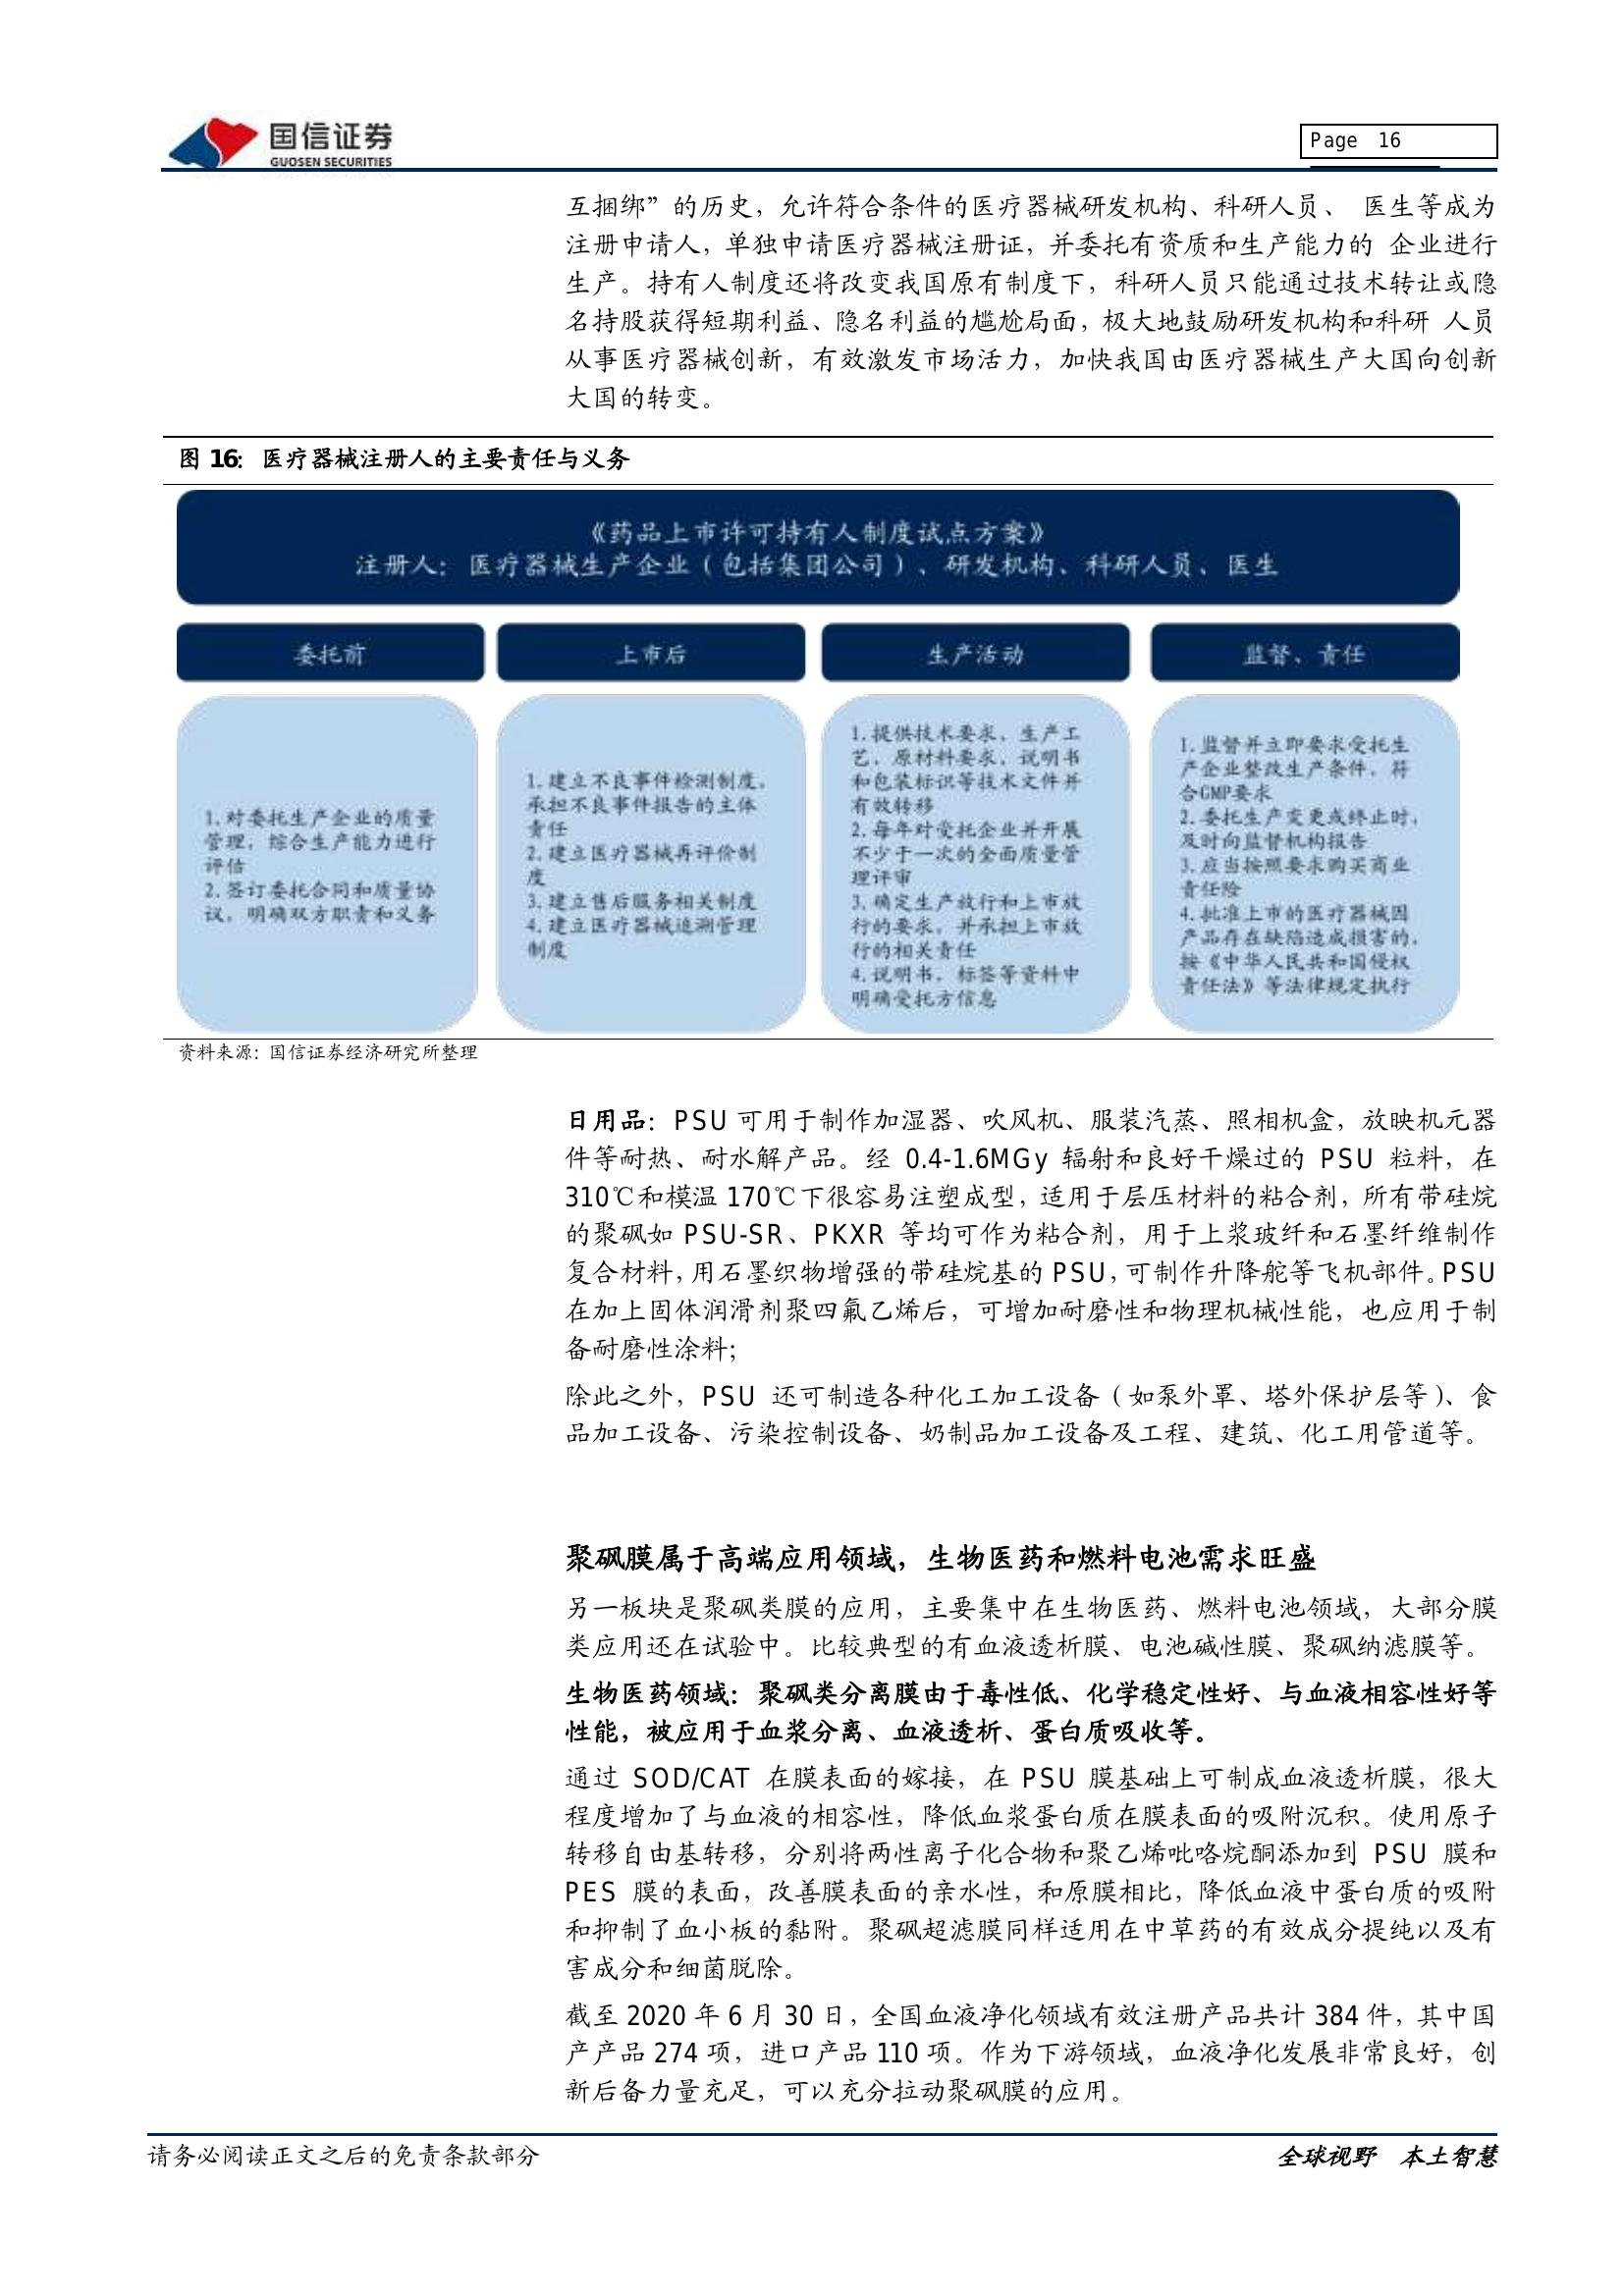 国信证券
GUOSEN SECURITIES
Page 16
互捆绑”的历史，允许符合条件的医疗器械研发机构、科研人员、 医生等成为
注册申请人，单独申请医疗器械注册证，并委托有资质和生产能力的 企业进行
生产。持有人制度还将改变我国原有制度下，科研人员只能通过技术转让或隐
名持股获得短期利益、隐名利益的尴尬局面，极大地鼓励研发机构和科研 人员
从事医疗器械创新，有效激发市场活力，加快我国由医疗器械生产大国向创新
大国的转变。
图 16：医疗器械注册人的主要责任与义务
《药品上市许可持有人制度试点方案》
注册人：医疗器械生产企业（包括集团公司）、研发机构、科研人员、医生
委托前
1.对委托生产企业的质量
管理，综合生产能力进行
评估
2.签订委托合同和质量协
议，明确双方职责和义务
上市后
1.建立不良事件检测制度，
承担不良事件报告的主体
责任
2.建立医疗器械再评价制
度
3.建立售后服务相关制度
4.建立医疗器械追溯管理
制度
生产活动
1.提供技术要求、生产工
艺、原材料要求、说明书
和包装标识等技术文件并
有效转移
2.每年对受托企业并开展
不少于一次的全面质量管
理评审
3.确定生产放行和上市放
行的要求，并承担上市放
行的相关责任
4.说明书、标签等资料中
明确受托方信息
监督、责任
1.监督并立即要求受托生
产企业整改生产条件，符
合GMP要求
2.委托生产变更或终止时，
及时向监督机构报告
3.应当按照要求购买商业
责任险
4.批准上市的医疗器械因
产品存在缺陷造成损害的，
按《中华人民共和国侵权
责任法》等法律规定执行
资料来源：国信证券经济研究所整理
日用品：PSU 可用于制作加湿器、吹风机、服装汽蒸、照相机盒，放映机元器
件等耐热、耐水解产品。经 0.4-1.6MGy 辐射和良好干燥过的 PSU 粒料，在
310℃和模温 170℃下很容易注塑成型，适用于层压材料的粘合剂，所有带硅烷
的聚砜如 PSU-SR、PKXR 等均可作为粘合剂，用于上浆玻纤和石墨纤维制作
复合材料，用石墨织物增强的带硅烷基的 PSU，可制作升降舵等飞机部件。PSU
在加上固体润滑剂聚四氟乙烯后，可增加耐磨性和物理机械性能，也应用于制
备耐磨性涂料；
除此之外，PSU 还可制造各种化工加工设备（如泵外罩、塔外保护层等）、食
品加工设备、污染控制设备、奶制品加工设备及工程、建筑、化工用管道等。
聚砜膜属于高端应用领域，生物医药和燃料电池需求旺盛
另一板块是聚砜类膜的应用，主要集中在生物医药、燃料电池领域，大部分膜
类应用还在试验中。比较典型的有血液透析膜、电池碱性膜、聚砜纳滤膜等。
生物医药领域：聚砜类分离膜由于毒性低、化学稳定性好、与血液相容性好等
性能，被应用于血浆分离、血液透析、蛋白质吸收等。
通过 SOD/CAT 在膜表面的嫁接，在 PSU 膜基础上可制成血液透析膜，很大
程度增加了与血液的相容性，降低血浆蛋白质在膜表面的吸附沉积。使用原子
转移自由基转移，分别将两性离子化合物和聚乙烯吡咯烷酮添加到 PSU 膜和
PES 膜的表面，改善膜表面的亲水性，和原膜相比，降低血液中蛋白质的吸附
和抑制了血小板的黏附。聚砜超滤膜同样适用在中草药的有效成分提纯以及有
害成分和细菌脱除。
截至 2020 年 6 月 30 日，全国血液净化领域有效注册产品共计 384 件，其中国
产产品 274 项，进口产品 110 项。作为下游领域，血液净化发展非常良好，创
新后备力量充足，可以充分拉动聚砜膜的应用。
请务必阅读正文之后的免责条款部分
全球视野 本土智慧